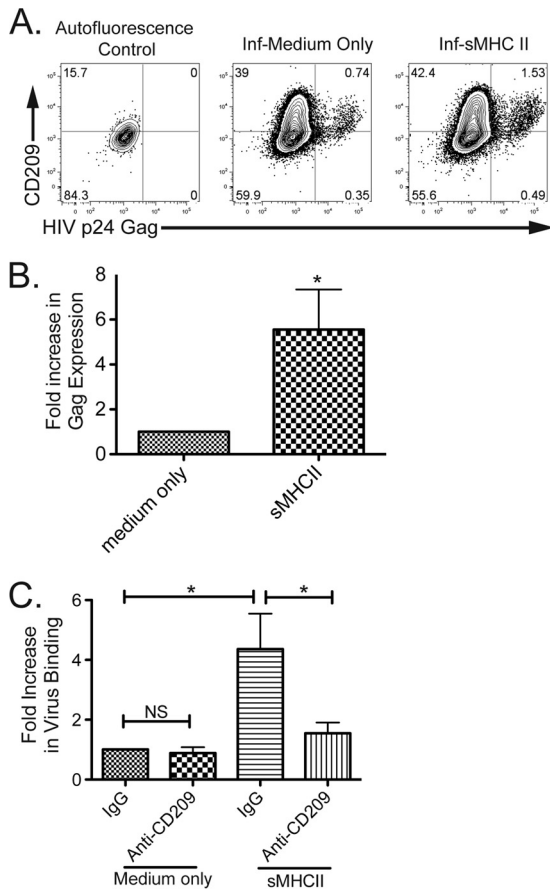 A.
Autofluorescence
Control
Inf-Medium Only
Inf-sMHC II
15.7
0
39
0.74
42.4
1.53
84.3
0
59.9
0.35
55.6
0.49
CD209
HIV p24 Gag
B.
Fold increase in
Gag Expression
8
6
4
2
0
*
medium only
sMHCII
C.
Fold Increase
in Virus Binding
6
4
2
0
*
*
NS
IgG
Anti-CD209
IgG
Anti-CD209
Medium only
sMHCII